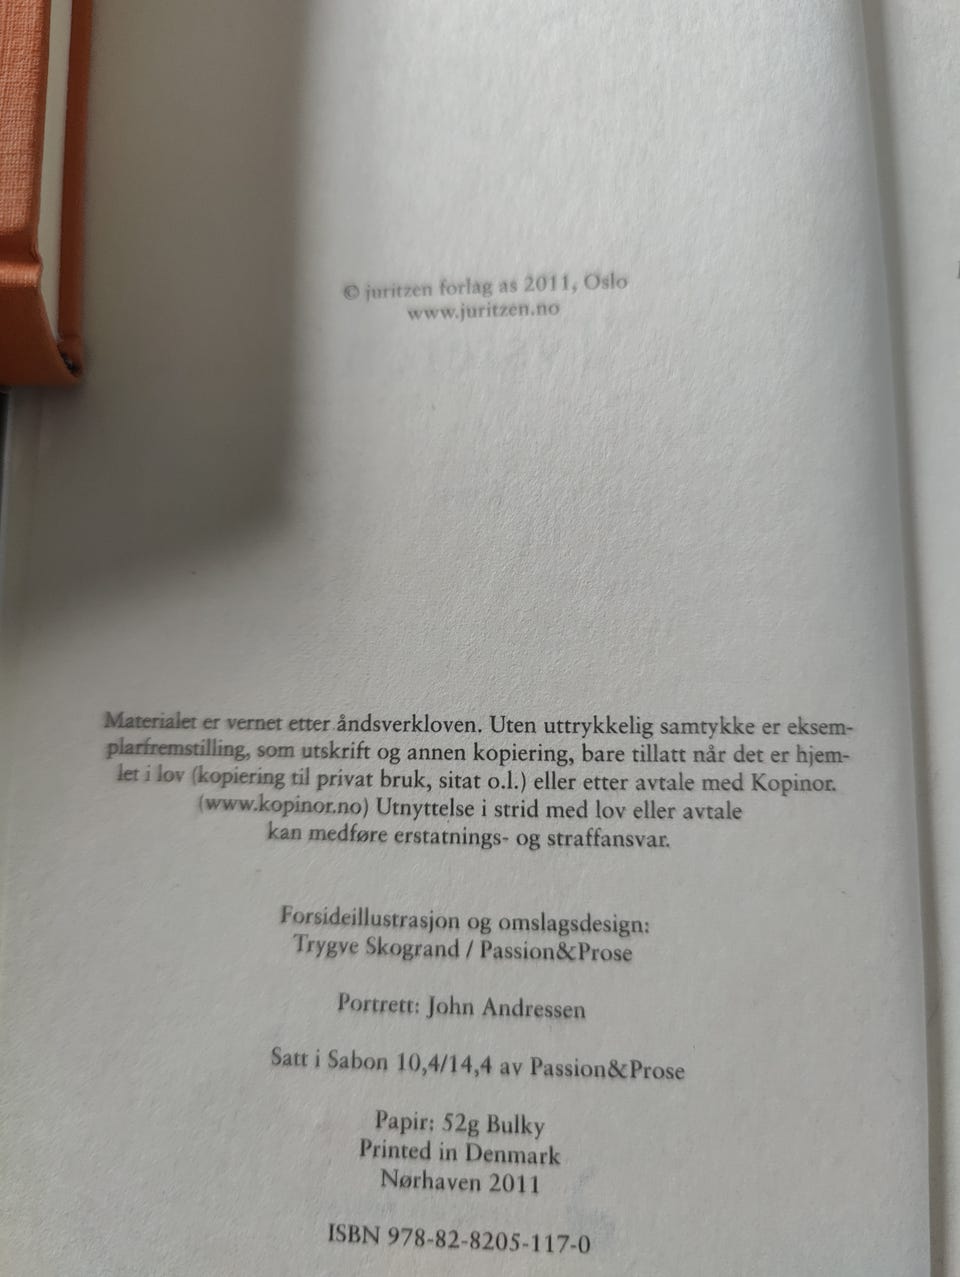 © juritzen forlag as 2011, Oslo
www.juritzen.no
Materialet er vernet etter åndsverkloven. Uten uttrykkelig samtykke er eksem-
plarfremstilling, som utskrift og annen kopiering, bare tillatt når det er hjem-
let i lov (kopiering til privat bruk, sitat o.l.) eller etter avtale med Kopinor.
(www.kopinor.no) Utnyttelse i strid med lov eller avtale
kan medføre erstatnings- og straffansvar.
Forsideillustrasjon og omslagsdesign:
Trygve Skogrand / Passion&Prose
Portrett: John Andressen
Satt i Sabon 10,4/14,4 av Passion&Prose
Papir: 52g Bulky
Printed in Denmark
Nørhaven 2011
ISBN 978-82-8205-117-0